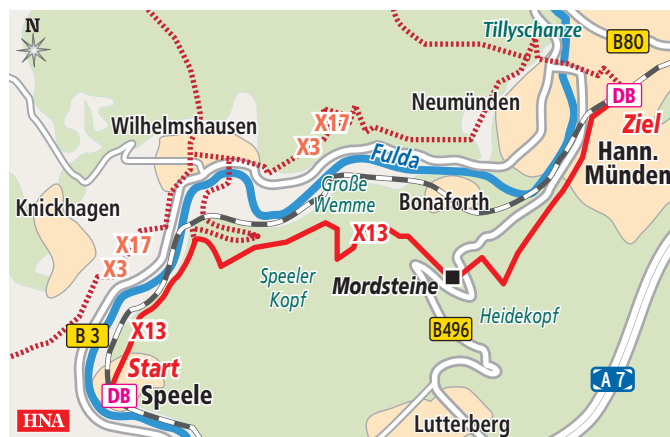 N
Tillyschanze
B80
DB
Ziel
Hann.
Münden
Neumünden
X17
X3
Wilhelmshausen
Fulda
Große
Wemme
Bonaforth
Knickhagen
X17
X3
X13
Speeler
Kopf
Mordsteine
Heidekopf
B 3
X13
B496
Start
DB
Speele
A 7
HNA
Lutterberg